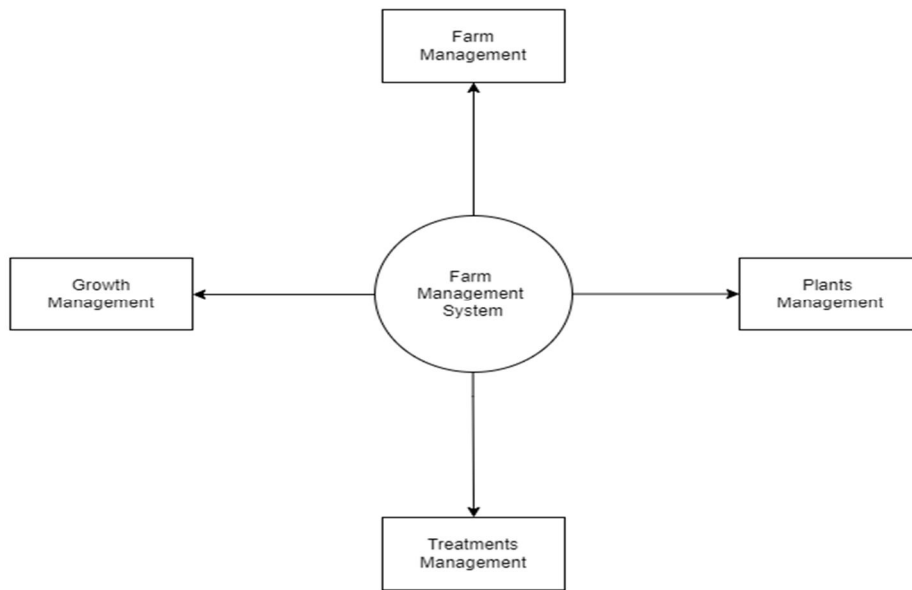 Farm
Management
Growth
Management
Farm
Management
System
Plants
Management
Treatments
Management